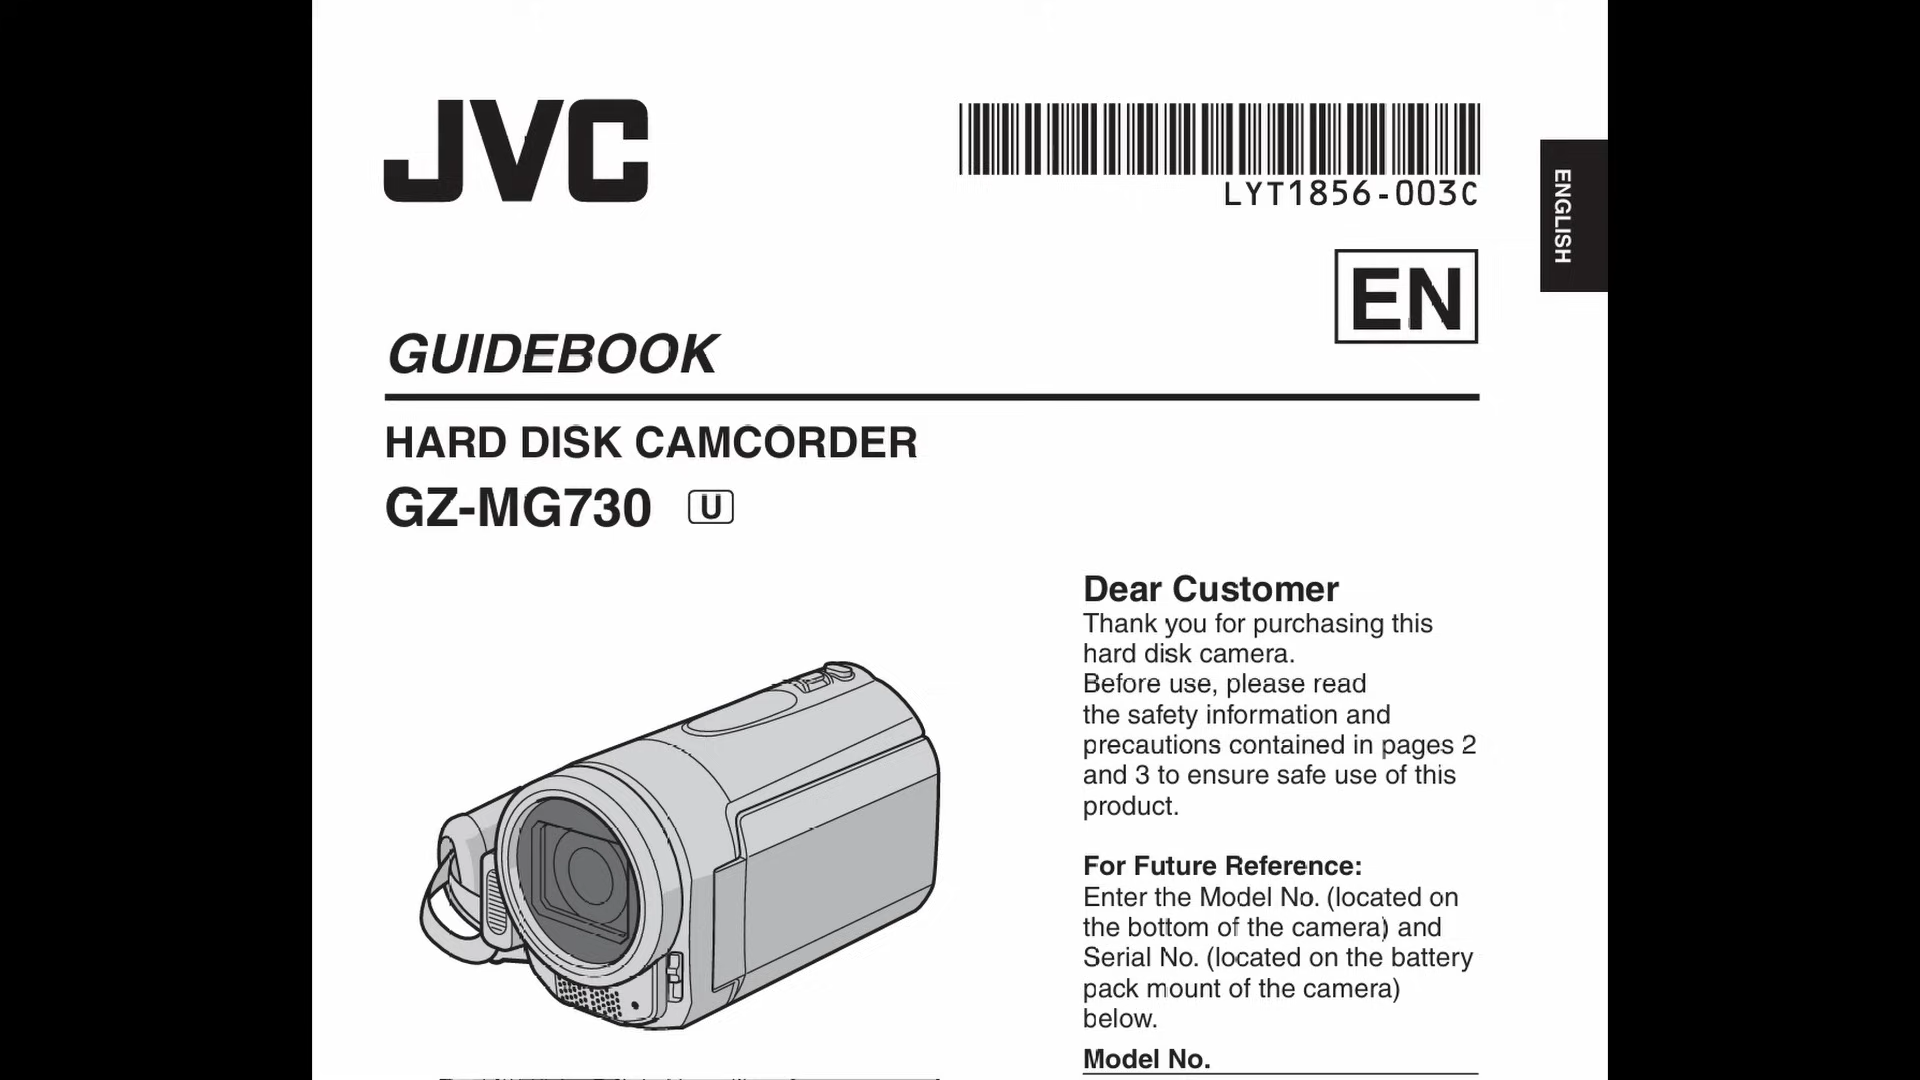 JVC
LYT1856-003C
ENGLISH
EN
GUIDEBOOK
HARD DISK CAMCORDER
GZ-MG730 U
Dear Customer
Thank you for purchasing this
hard disk camera.
Before use, please read
the safety information and
precautions contained in pages 2
and 3 to ensure safe use of this
product.
For Future Reference:
Enter the Model No. (located on
the bottom of the camera) and
Serial No. (located on the battery
pack mount of the camera)
below.
Model No.